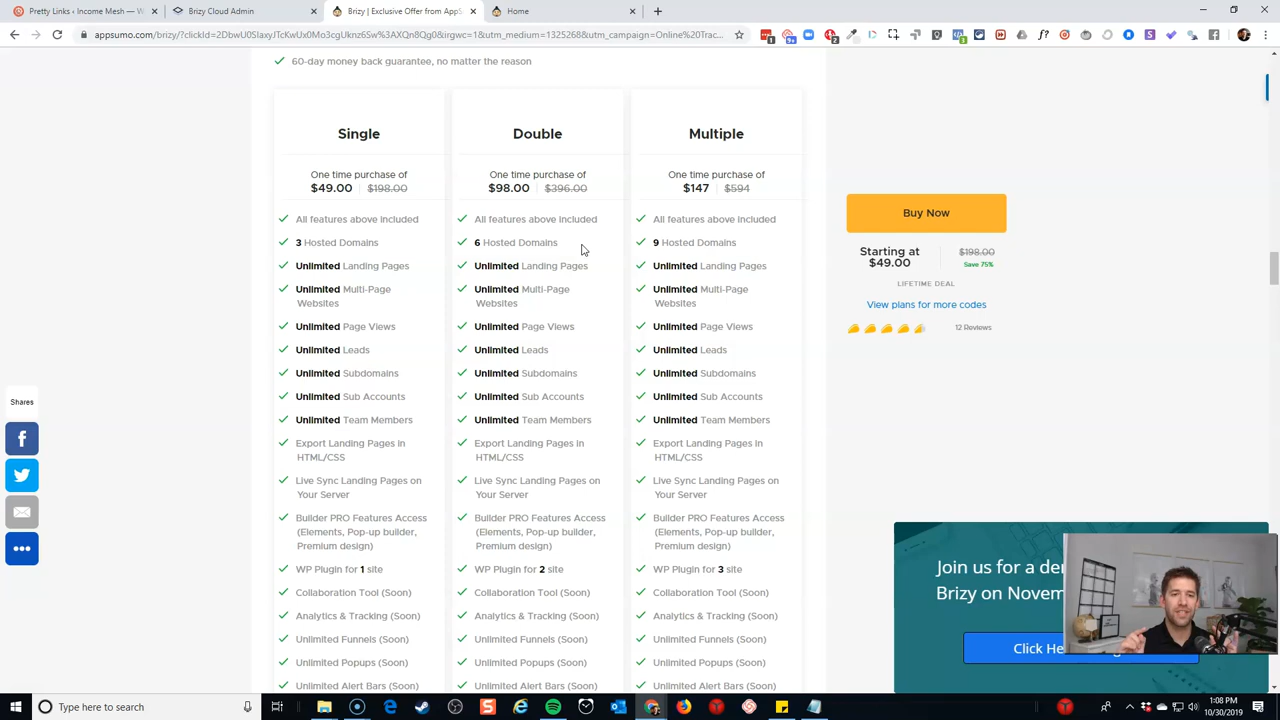 Pretty Links ‹ Income Mesh — W
Brizy Cloud Admin
Brizy | Exclusive Offer from AppS
Home
appsumo.com/brizy/?clickId=2DbwU0SIaxyJTcKwUx0Mo3cgUknz6Sw%3AXQn8Qg0&irgwc=1&utm_medium=1325268&utm_campaign=Online%20Trac...
60-day money back guarantee, no matter the reason
Single
One time purchase of
$49.00 $198.00
All features above included
3 Hosted Domains
Unlimited Landing Pages
Unlimited Multi-Page
Websites
Unlimited Page Views
Unlimited Leads
Unlimited Subdomains
Unlimited Sub Accounts
Unlimited Team Members
Export Landing Pages in
HTML/CSS
Live Sync Landing Pages on
Your Server
Builder PRO Features Access
(Elements, Pop-up builder,
Premium design)
WP Plugin for 1 site
Collaboration Tool (Soon)
Analytics & Tracking (Soon)
Unlimited Funnels (Soon)
Unlimited Popups (Soon)
Unlimited Alert Bars (Soon)
Double
One time purchase of
$98.00 $396.00
All features above included
6 Hosted Domains
Unlimited Landing Pages
Unlimited Multi-Page
Websites
Unlimited Page Views
Unlimited Leads
Unlimited Subdomains
Unlimited Sub Accounts
Unlimited Team Members
Export Landing Pages in
HTML/CSS
Live Sync Landing Pages on
Your Server
Builder PRO Features Access
(Elements, Pop-up builder,
Premium design)
WP Plugin for 2 site
Collaboration Tool (Soon)
Analytics & Tracking (Soon)
Unlimited Funnels (Soon)
Unlimited Popups (Soon)
Unlimited Alert Bars (Soon)
Multiple
One time purchase of
$147 $594
All features above included
9 Hosted Domains
Unlimited Landing Pages
Unlimited Multi-Page
Websites
Unlimited Page Views
Unlimited Leads
Unlimited Subdomains
Unlimited Sub Accounts
Unlimited Team Members
Export Landing Pages in
HTML/CSS
Live Sync Landing Pages on
Your Server
Builder PRO Features Access
(Elements, Pop-up builder,
Premium design)
WP Plugin for 3 site
Collaboration Tool (Soon)
Analytics & Tracking (Soon)
Unlimited Funnels (Soon)
Unlimited Popups (Soon)
Unlimited Alert Bars (Soon)
Buy Now
Starting at
$49.00
$198.00
Save 75%
LIFETIME DEAL
View plans for more codes
12 Reviews
Shares
Join us for a de
Brizy on Novem
Click He
Type here to search
1:08 PM
10/30/2019